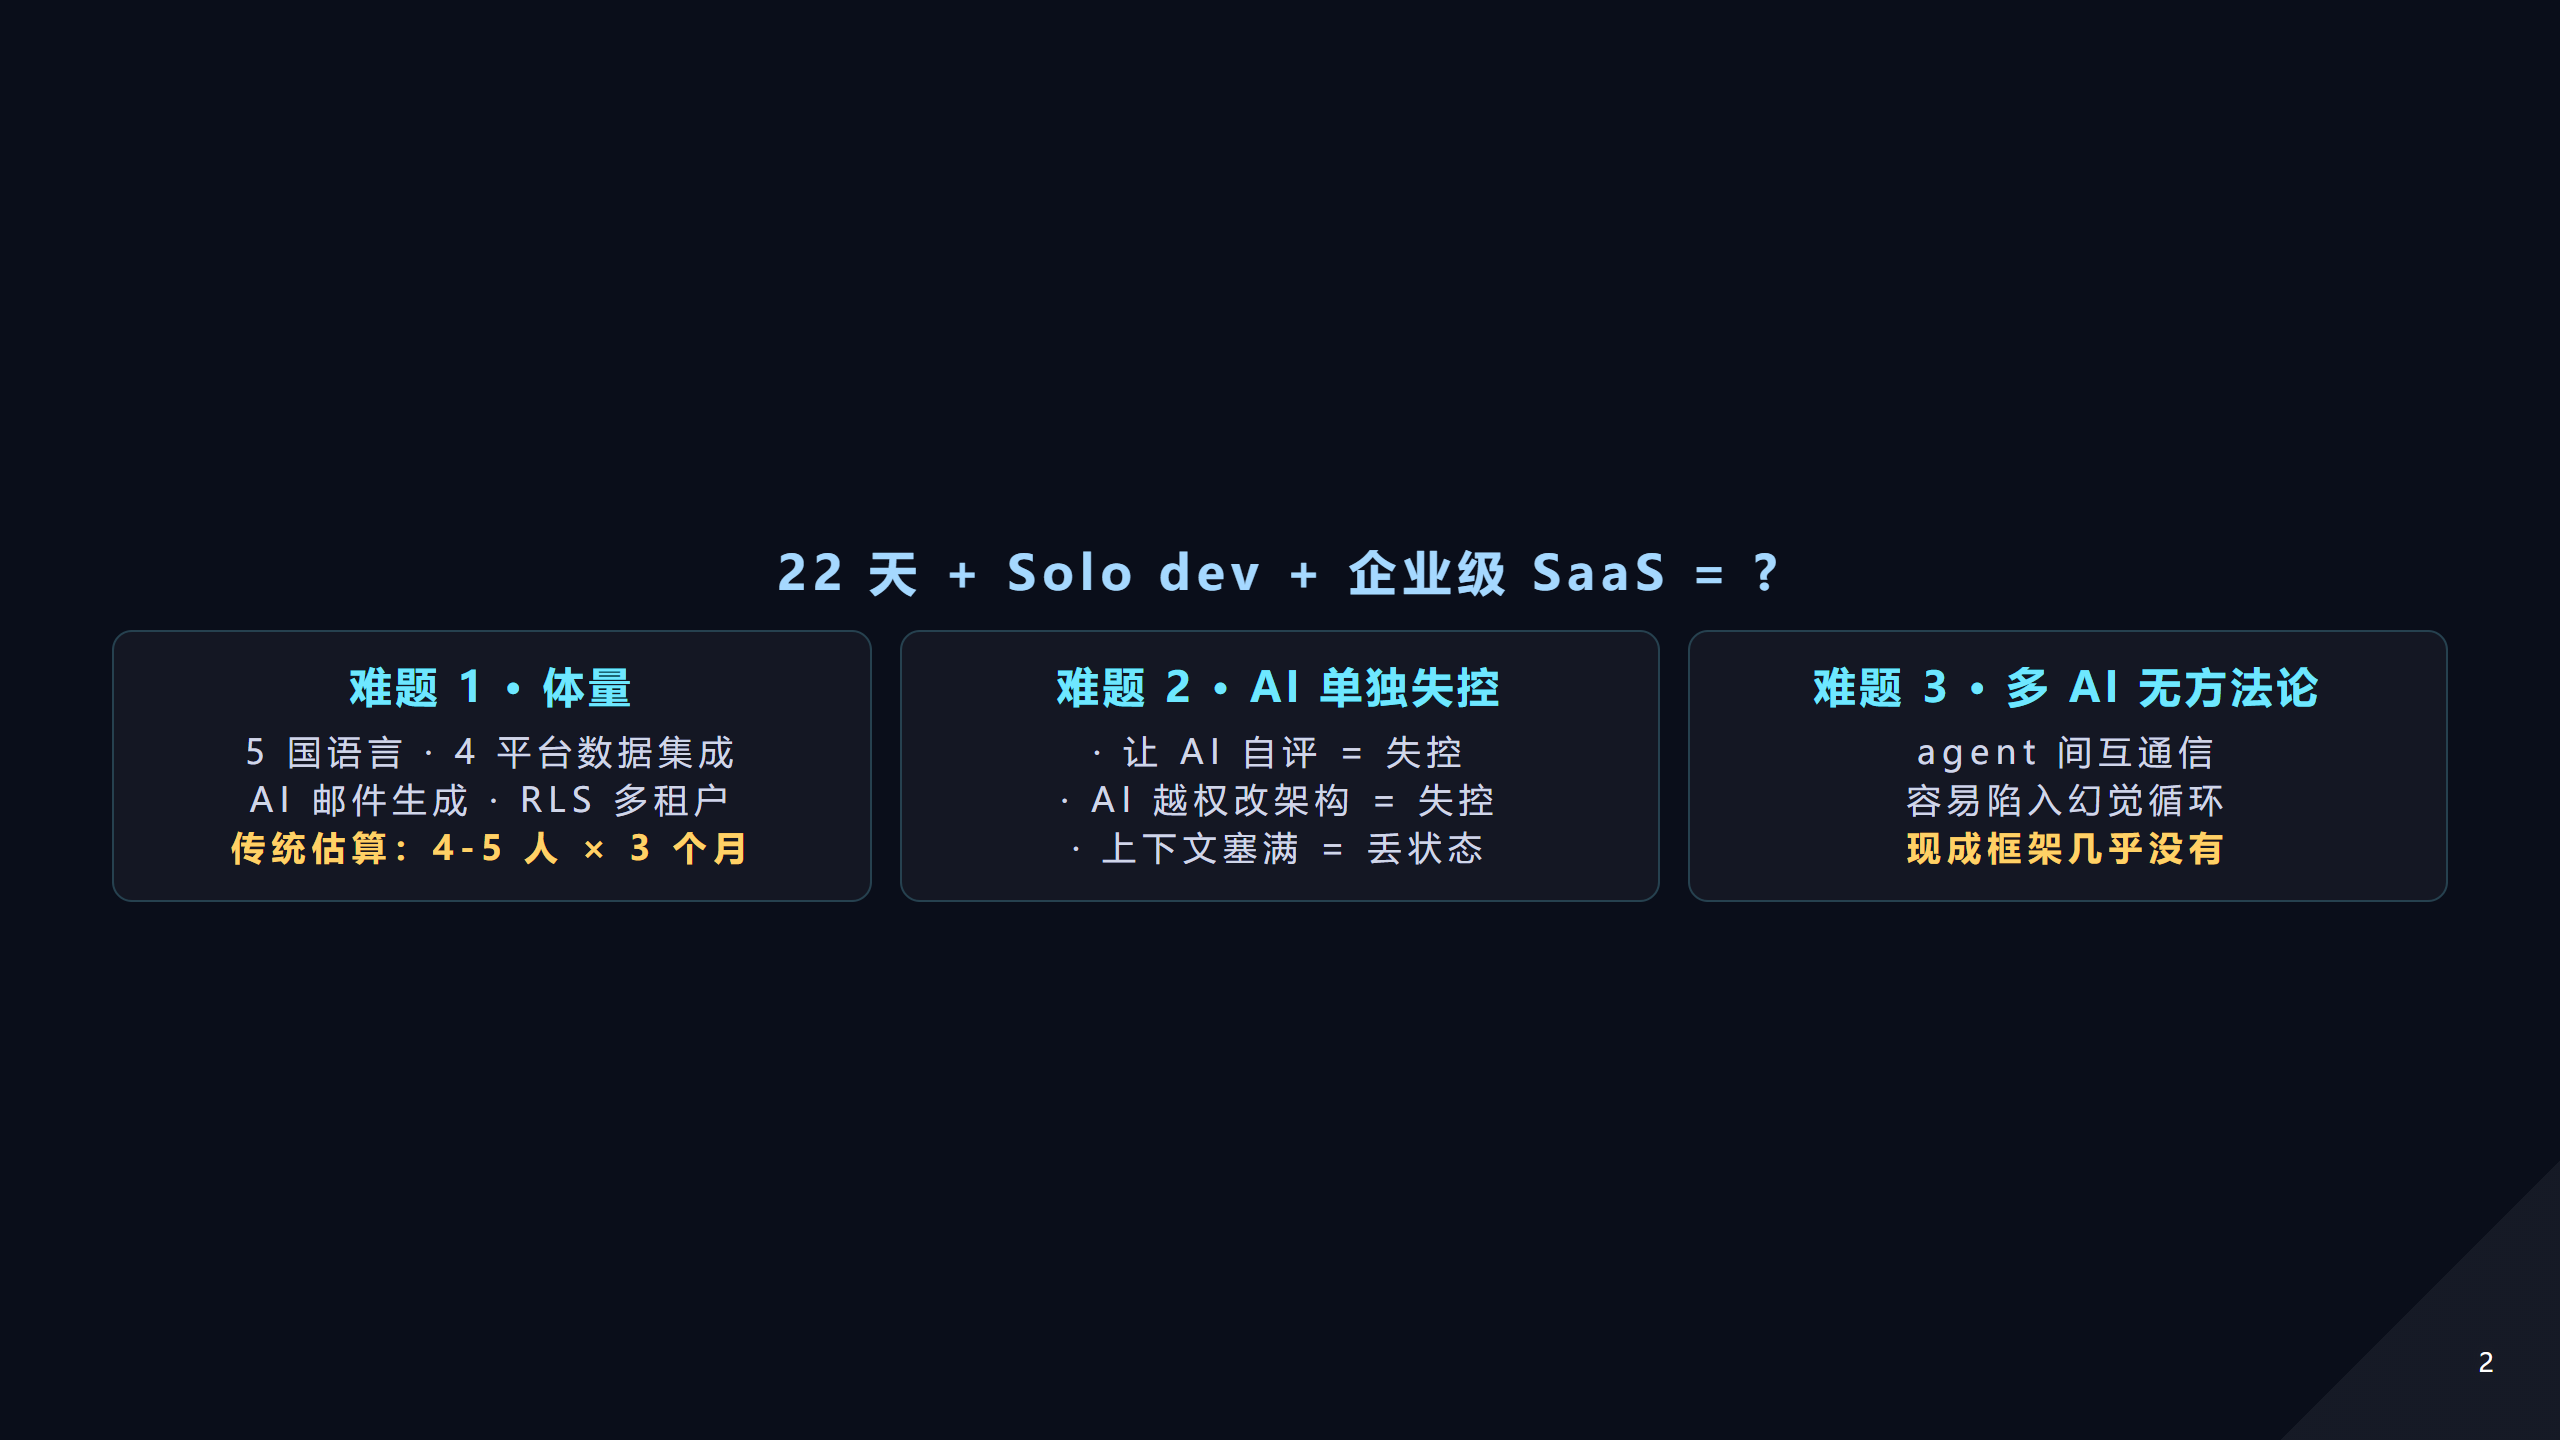 22 天 + Solo dev + 企业级 SaaS = ?
难题 1 · 体量
5 国语言 · 4 平台数据集成
AI 邮件生成 · RLS 多租户
传统估算：4-5 人 × 3 个月
难题 2 · AI 单独失控
· 让 AI 自评 = 失控
· AI 越权改架构 = 失控
· 上下文塞满 = 丢状态
难题 3 · 多 AI 无方法论
agent 间互通信
容易陷入幻觉循环
现成框架几乎没有
2